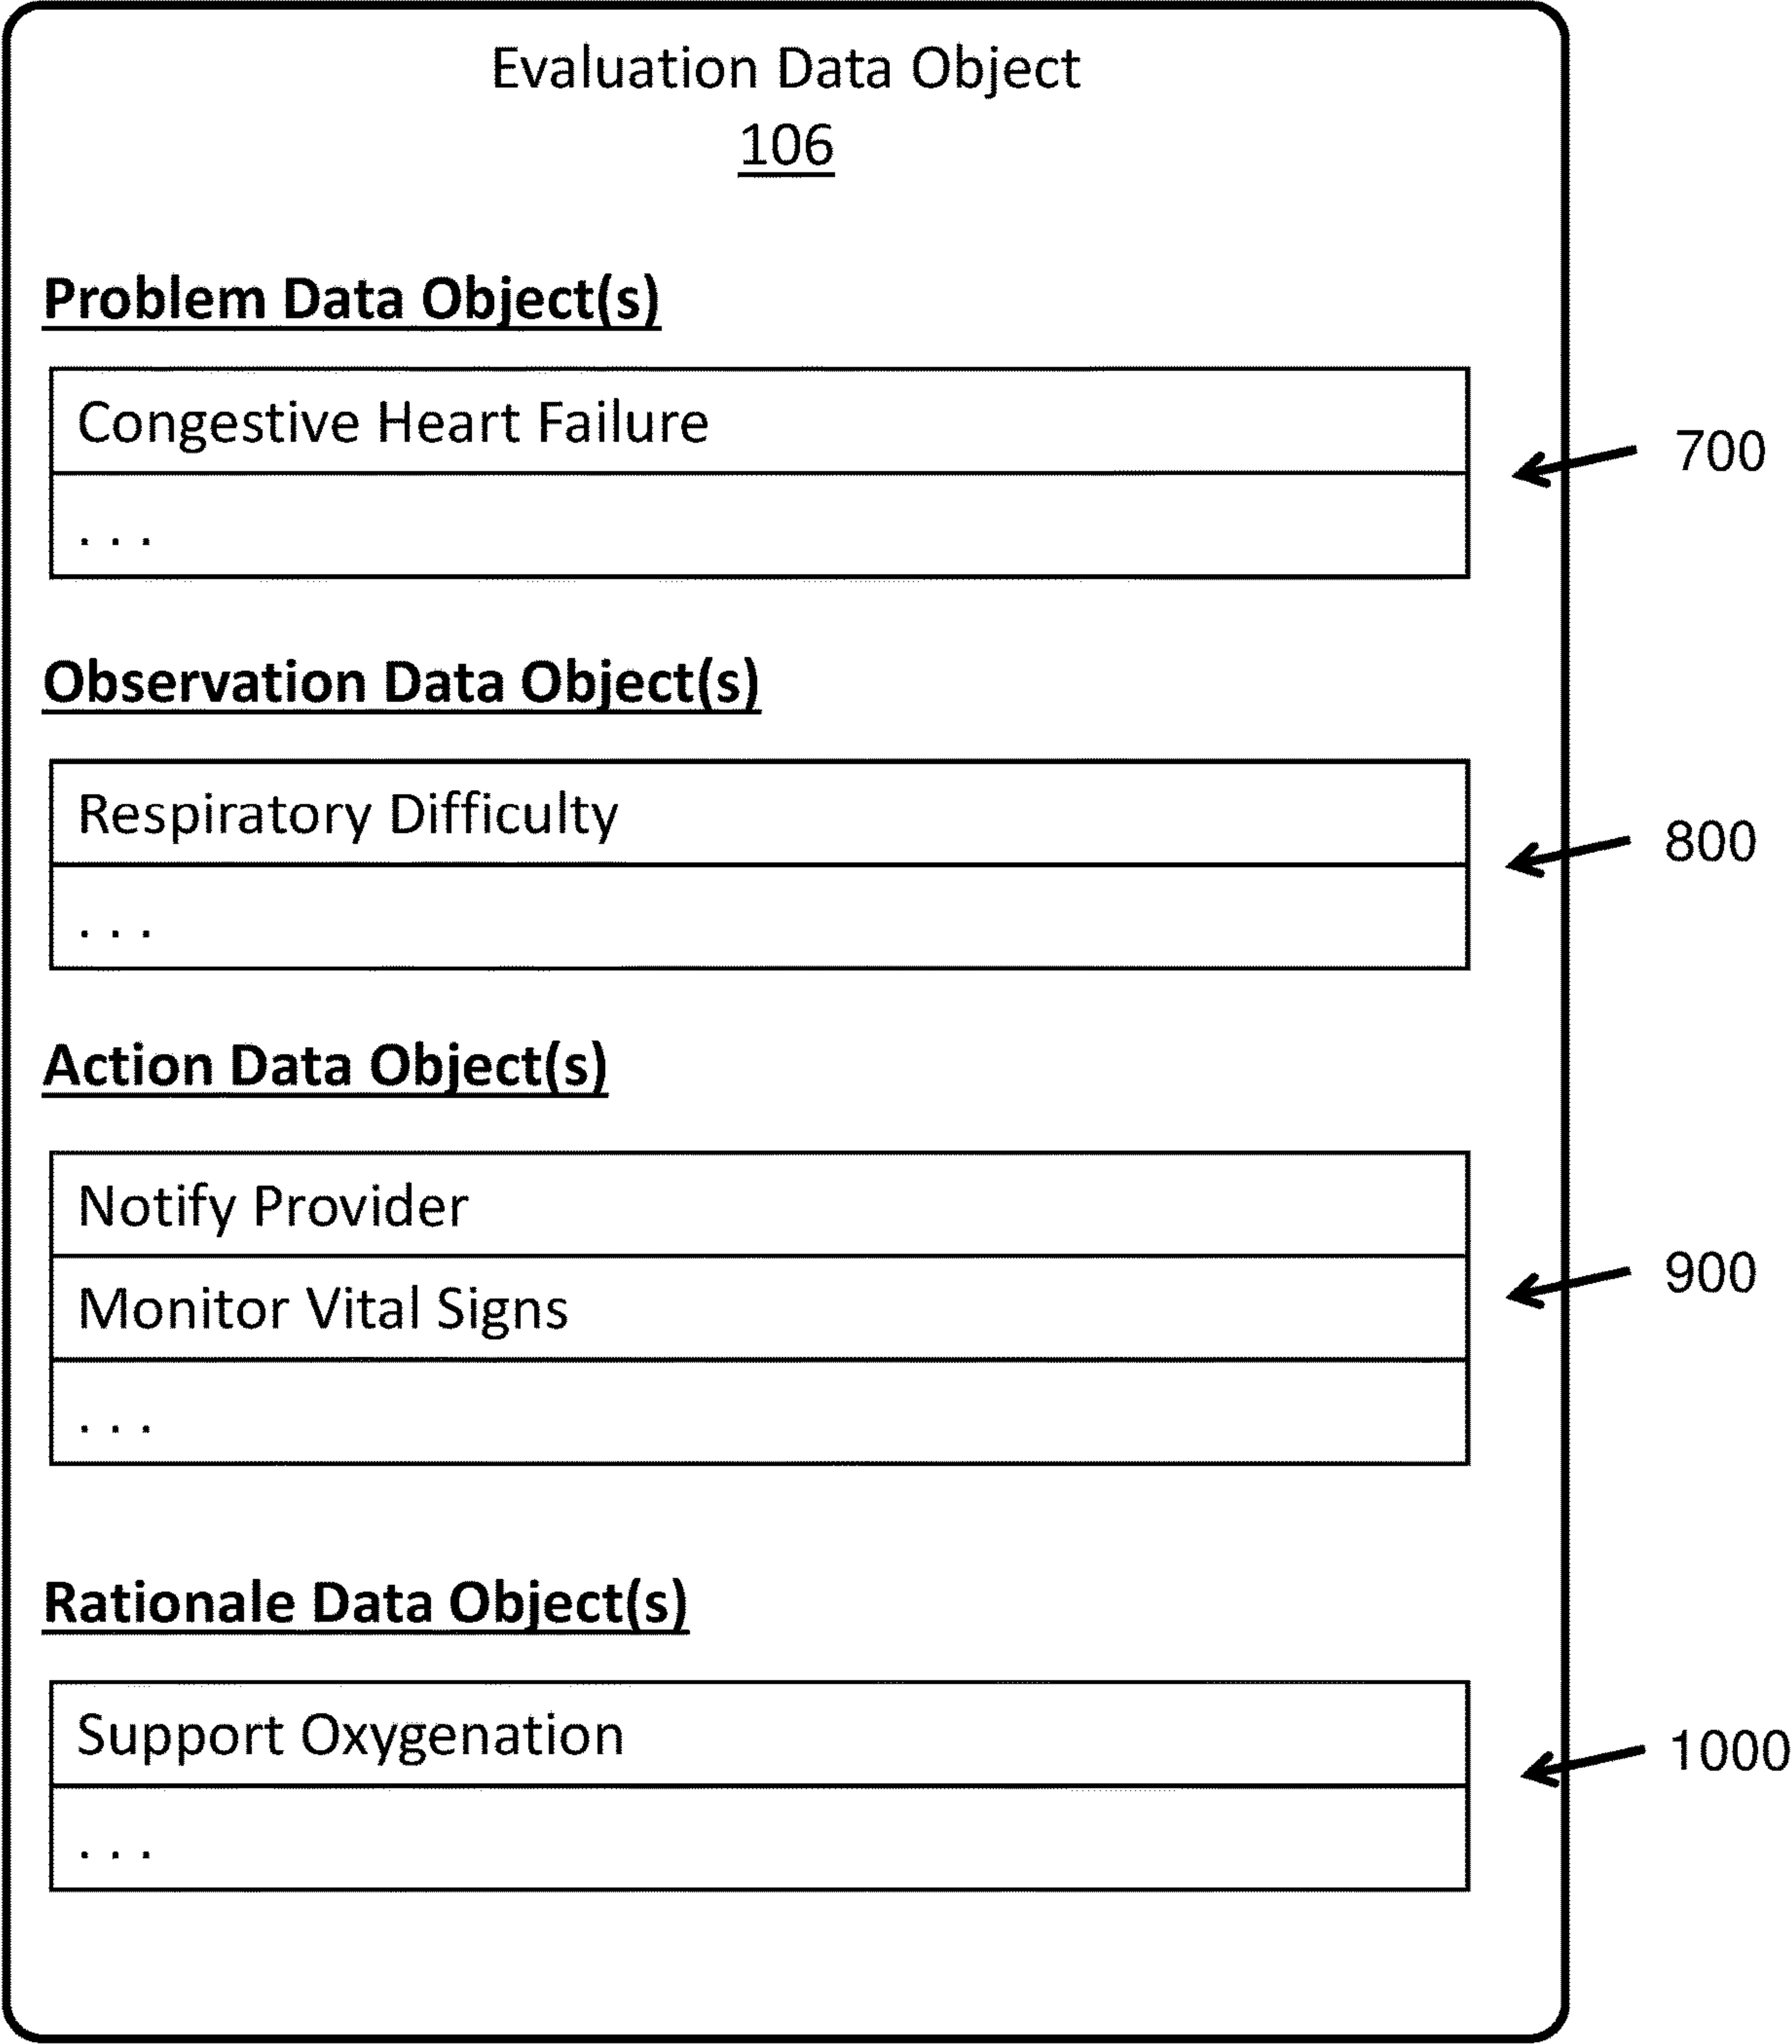 Evaluation Data Object
106
Problem Data Object(s)
Congestive Heart Failure
700
. . .
Observation Data Object(s)
Respiratory Difficulty
800
. . .
Action Data Object(s)
Notify Provider
Monitor Vital Signs
900
. . .
Rationale Data Object(s)
Support Oxygenation
1000
. . .